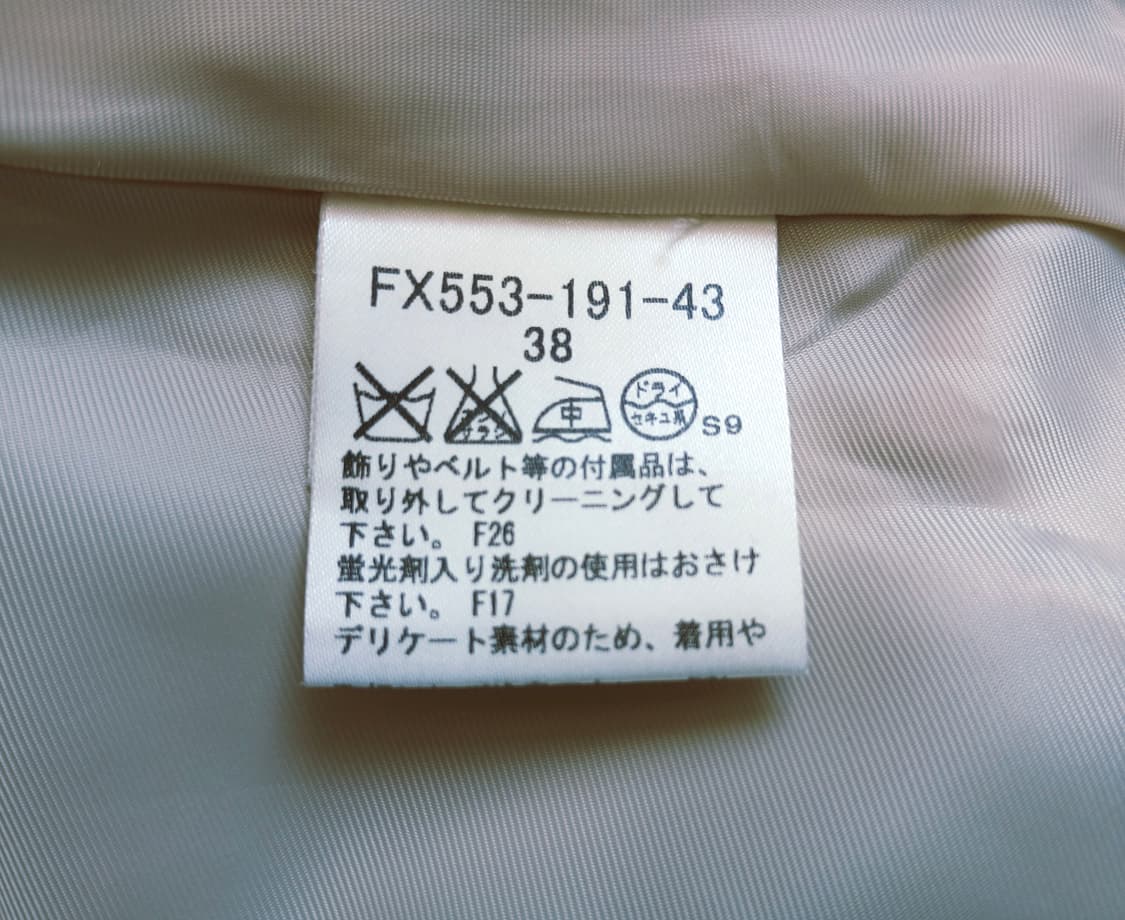 FX553-191-43
38
中
ドライ
セキユ系
S9
飾りやベルト等の付属品は、
取り外してクリーニングして
下さい。 F26
蛍光剤入り洗剤の使用はおさけ
下さい。 F17
デリケート素材のため、着用や